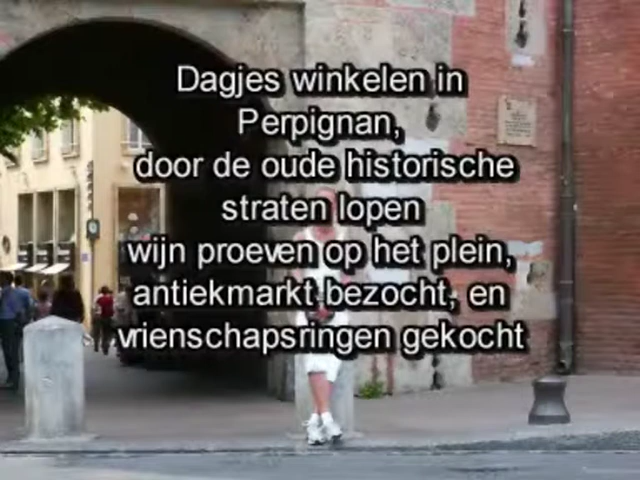 Dagjes winkelen in
Perpignan,
door de oude historische
straten lopen
wijn proeven op het plein,
antiekmarkt bezocht, en
vrienschapsringen gekocht